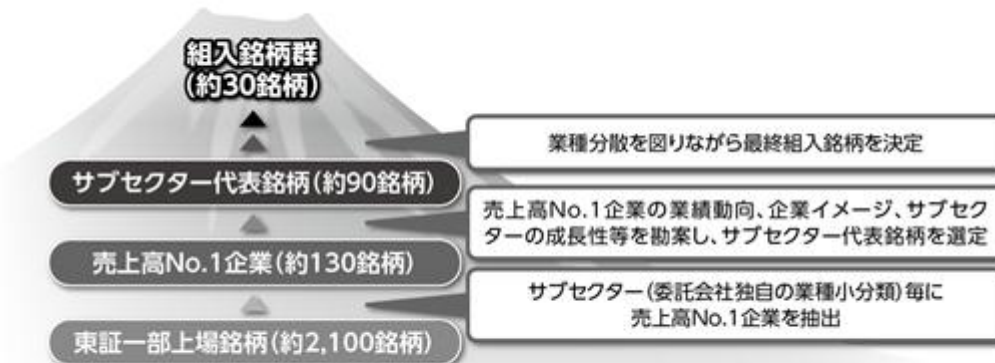 組入銘柄群
(約30銘柄)
業種分散を図りながら最終組入銘柄を決定
サブセクター代表銘柄(約90銘柄)
売上高No.1企業の業績動向、企業イメージ、サブセク
ターの成長性等を勘案し、サブセクター代表銘柄を選定
売上高No.1企業(約130銘柄)
サブセクター(委託会社独自の業種小分類)毎に
売上高No.1企業を抽出
東証一部上場銘柄(約2,100銘柄)